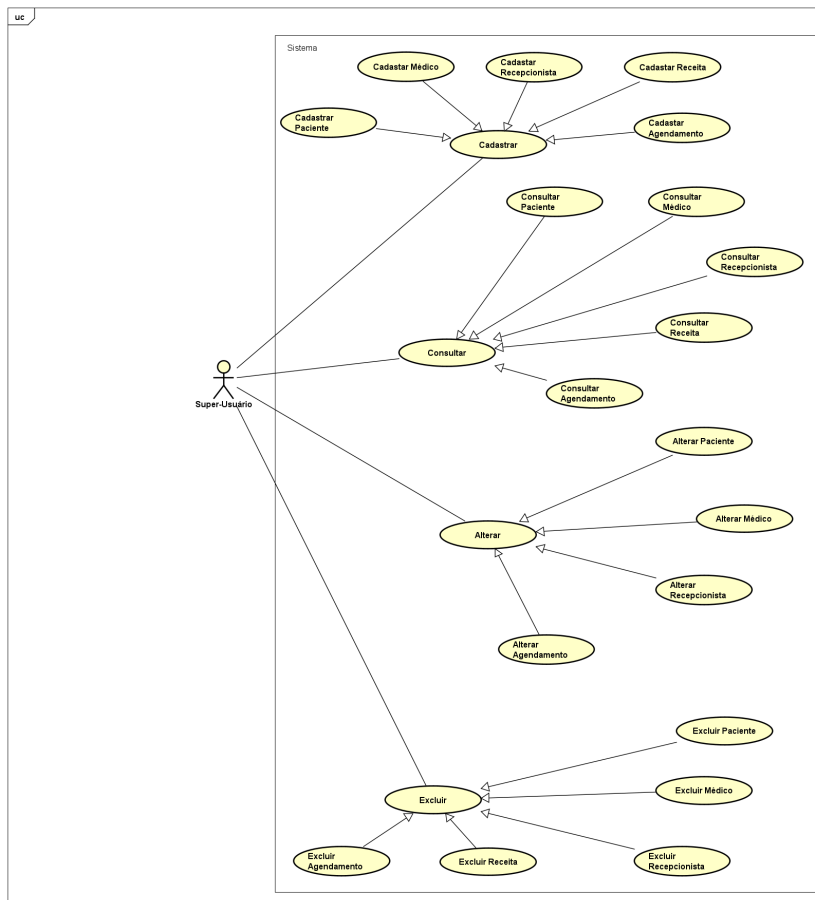 uc
Sistema
Cadastar Médico
Cadastar
Recepcionista
Cadastar Receita
Cadastrar
Paciente
Cadastar
Agendamento
Cadastrar
Consultar
Paciente
Consultar
Médico
Consultar
Recepcionista
Consultar
Receita
Consultar
Consultar
Agendamento
Super-Usuário
Alterar Paciente
Alterar Médico
Alterar
Alterar
Recepcionista
Alterar
Agendamento
Excluir Paciente
Excluir Médico
Excluir
Excluir
Agendamento
Excluir Receita
Excluir
Recepcionista